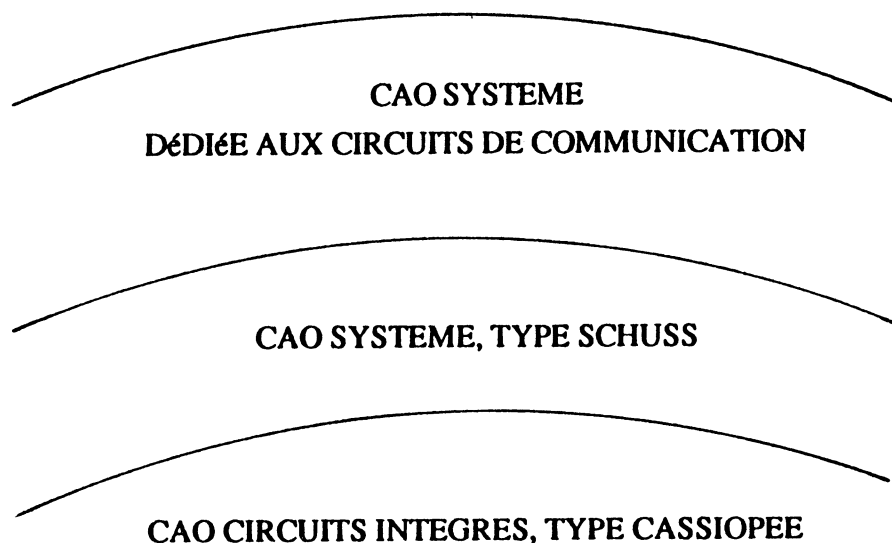 CAO SYSTEME
DéDIéE AUX CIRCUITS DE COMMUNICATION
CAO SYSTEME, TYPE SCHUSS
CAO CIRCUITS INTEGRES, TYPE CASSIOPEE